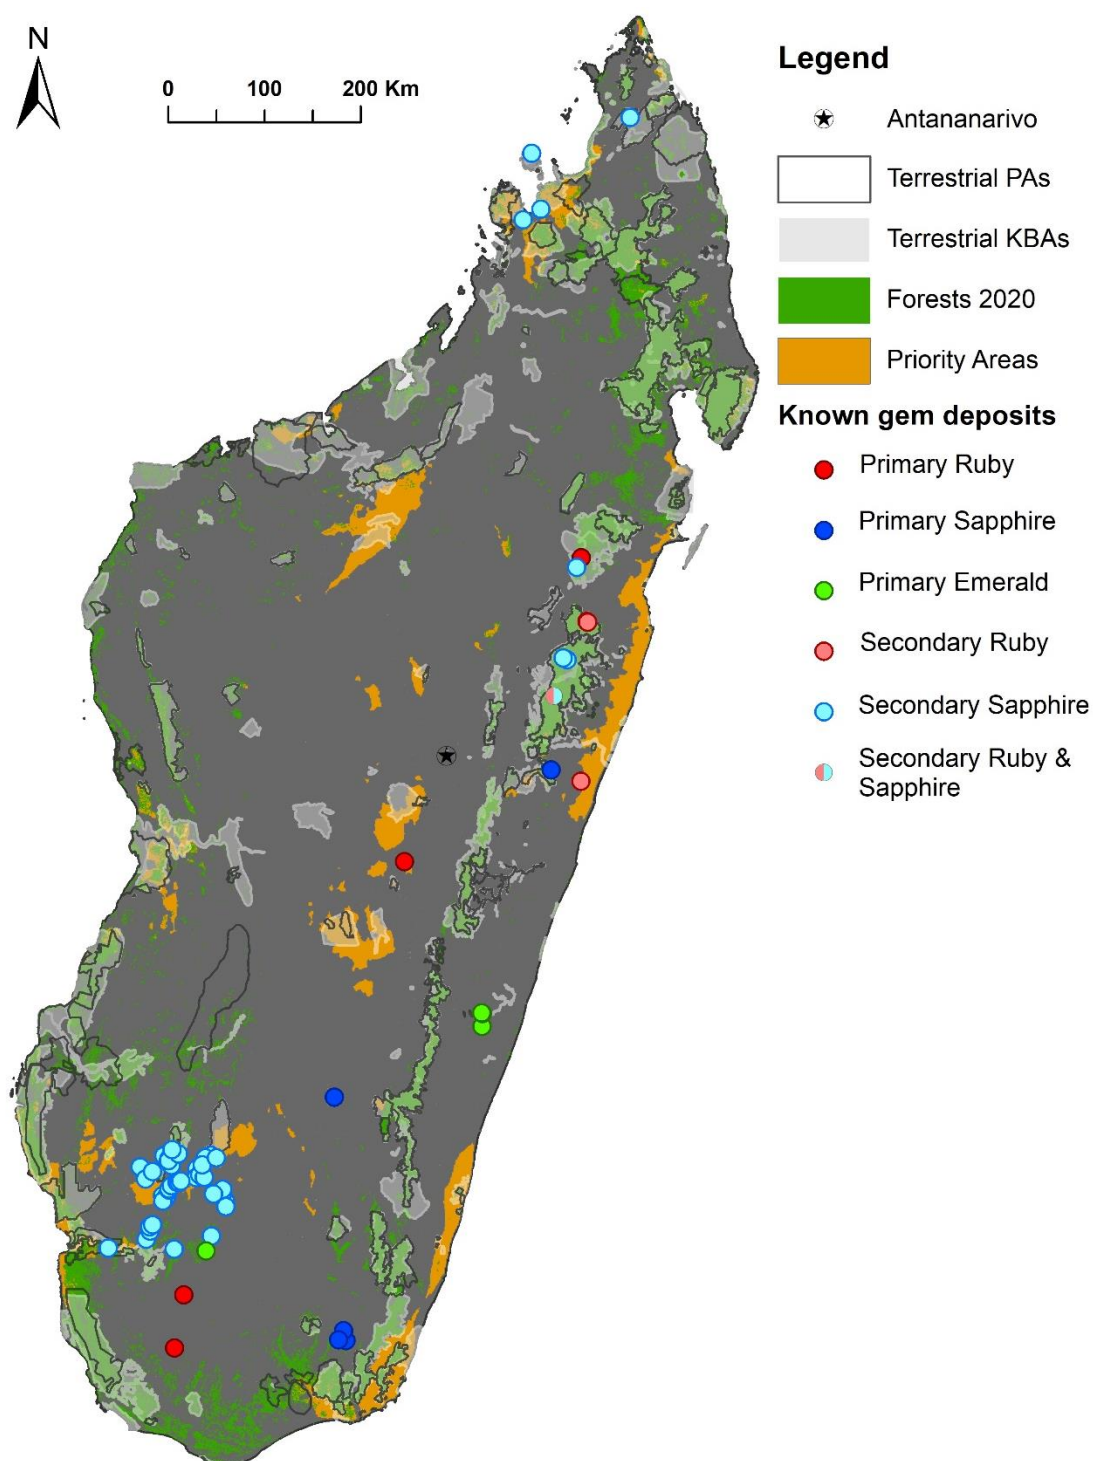 N
0 100 200 Km
Legend
Antananarivo
Terrestrial PAs
Terrestrial KBAs
Forests 2020
Priority Areas
Known gem deposits
Primary Ruby
Primary Sapphire
Primary Emerald
Secondary Ruby
Secondary Sapphire
Secondary Ruby &
Sapphire